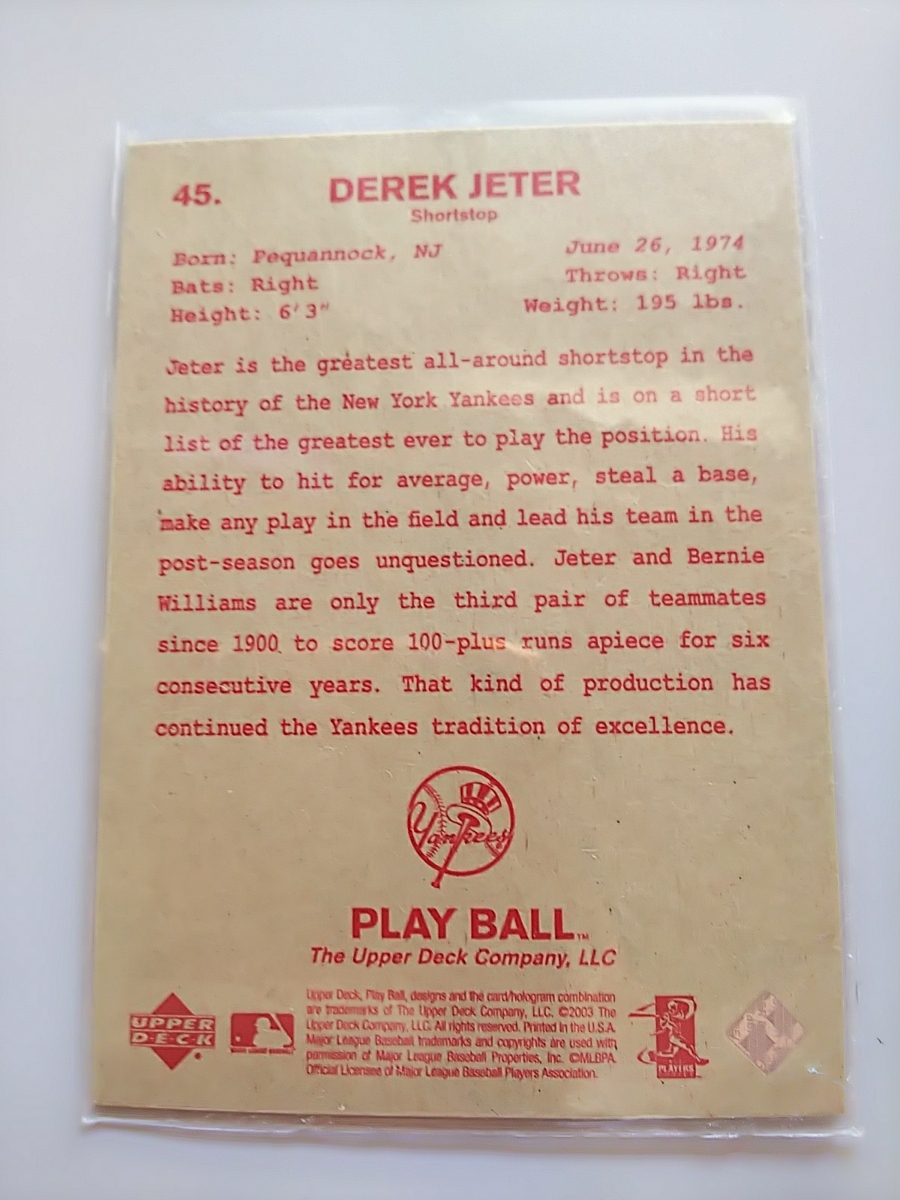 45.
DEREK JETER
Shortstop
Born: Pequannock, NJ June 26, 1974
Bats: Right Throws: Right
Height: 6'3" Weight: 195 lbs.
Jeter is the greatest all-around shortstop in the
history of the New York Yankees and is on a short
list of the greatest ever to play the position. His
ability to hit for average, power, steal a base,
make any play in the field and lead his team in the
post-season goes unquestioned. Jeter and Bernie
Williams are only the third pair of teammates
since 1900 to score 100-plus runs apiece for six
consecutive years. That kind of production has
continued the Yankees tradition of excellence.
Yankees
PLAY BALL™
The Upper Deck Company, LLC
UPPER
D·E·C·K
MAJOR LEAGUE BASEBALL
Upper Deck, Play Ball, designs and the card/hologram combination
are trademarks of The Upper Deck Company, LLC. ©2003 The
Upper Deck Company, LLC. All rights reserved. Printed in the U.S.A.
Major League Baseball trademarks and copyrights are used with
permission of Major League Baseball Properties, Inc. ©MLBPA
Official Licensee of Major League Baseball Players Association.
PLAYERS